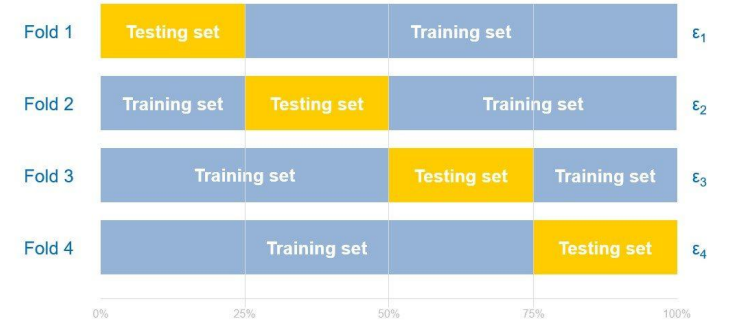 Fold 1 Testing set Training set ε₁
Fold 2 Training set Testing set Training set ε₂
Fold 3 Training set Testing set Training set ε₃
Fold 4 Training set Testing set ε₄
0% 25% 50% 75% 100%